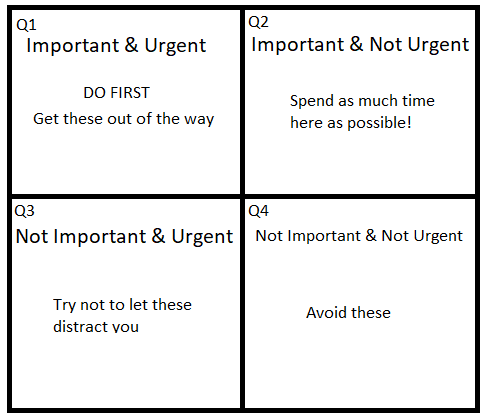 Q1
Important & Urgent
DO FIRST
Get these out of the way
Q2
Important & Not Urgent
Spend as much time
here as possible!
Q3
Not Important & Urgent
Try not to let these
distract you
Q4
Not Important & Not Urgent
Avoid these